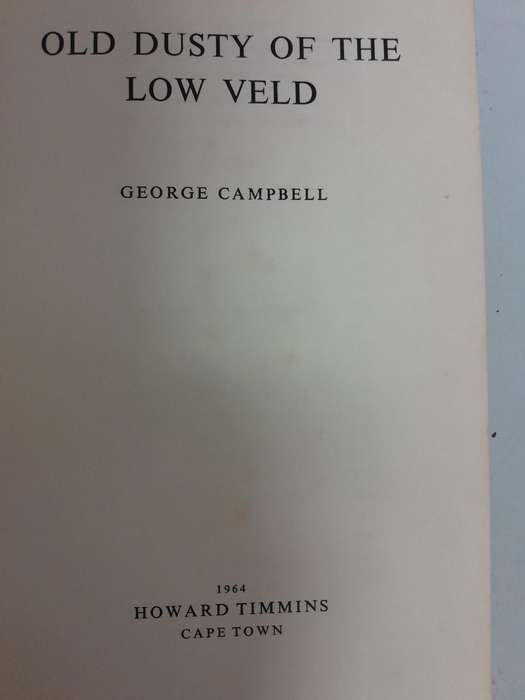 OLD DUSTY OF THE
LOW VELD
GEORGE CAMPBELL
1964
HOWARD TIMMINS
CAPE TOWN